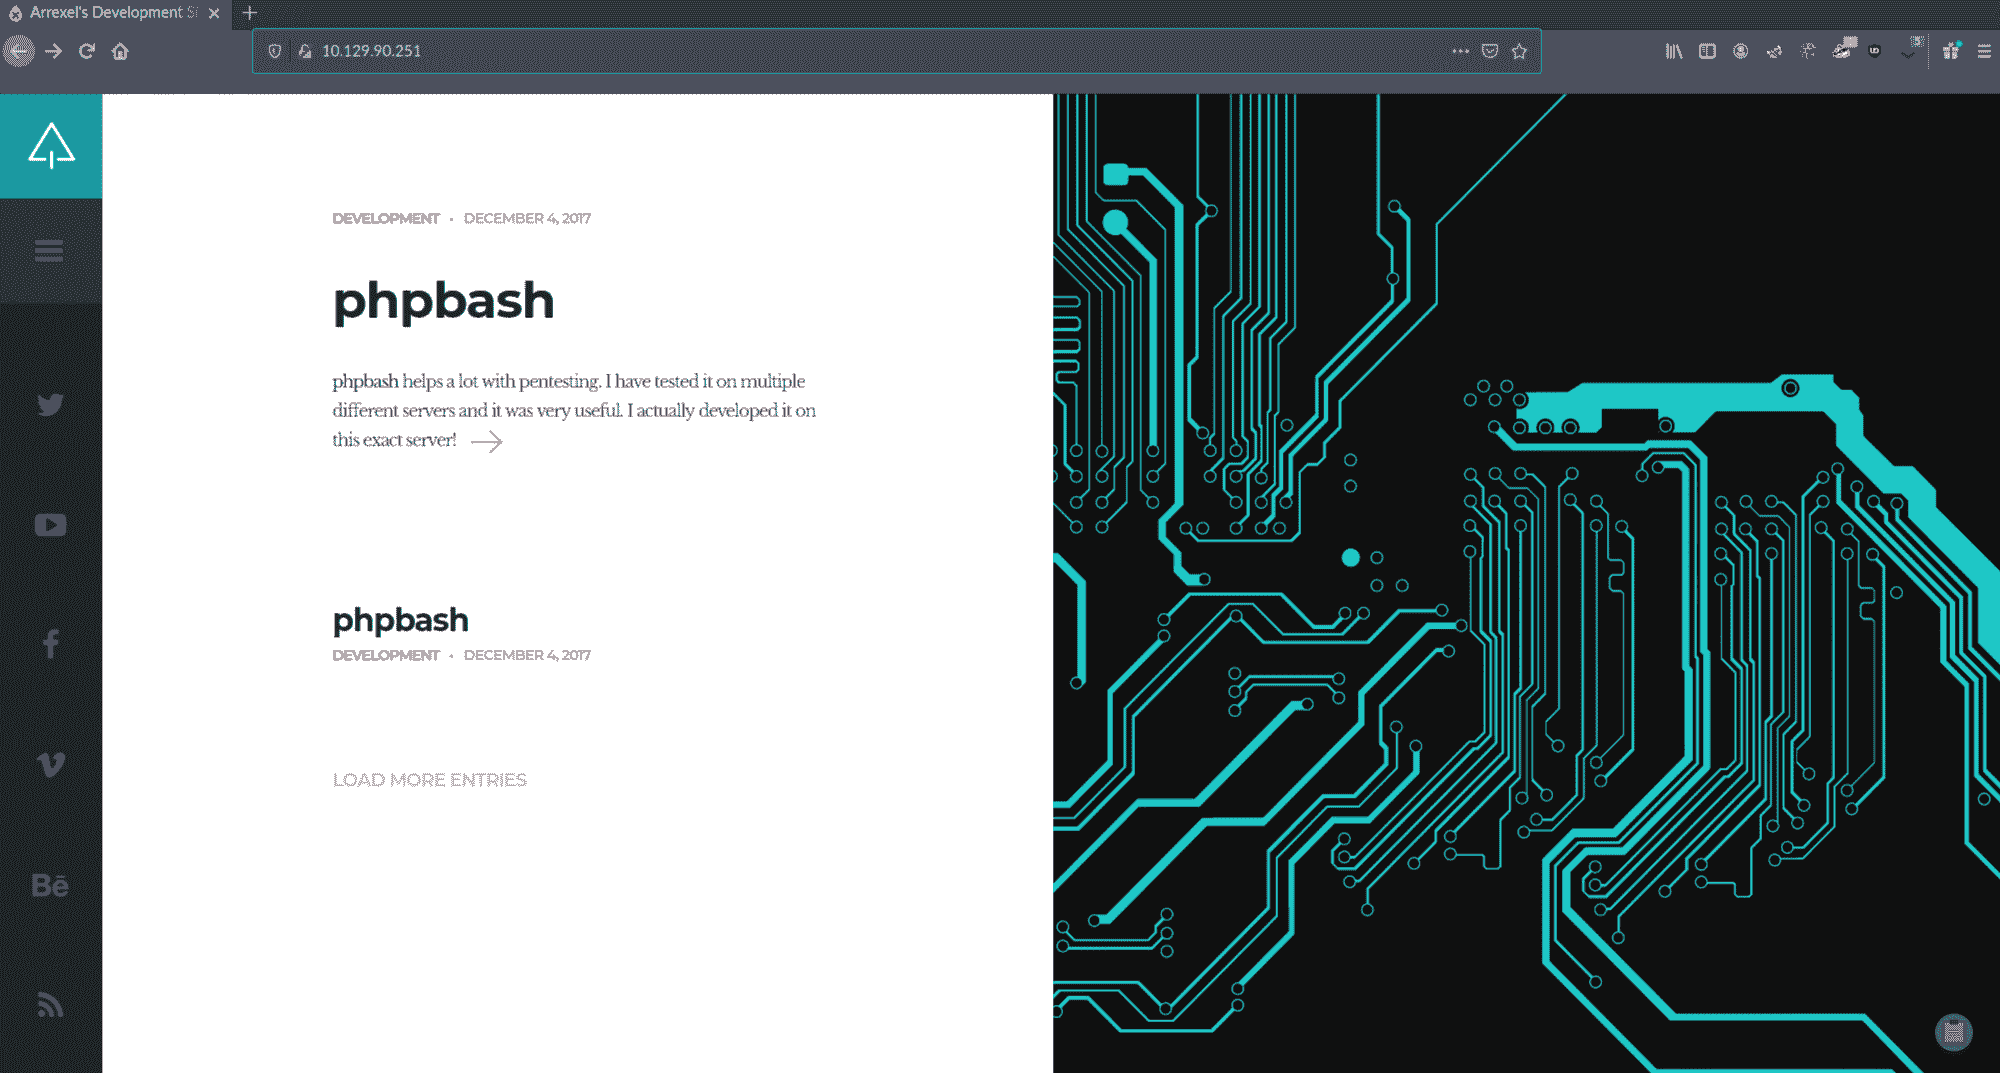 Arrexel's Development S
10.129.90.251
DEVELOPMENT • DECEMBER 4, 2017
phpbash
phpbash helps a lot with pentesting. I have tested it on multiple
different servers and it was very useful. I actually developed it on
this exact server!
phpbash
DEVELOPMENT • DECEMBER 4, 2017
LOAD MORE ENTRIES
Bē